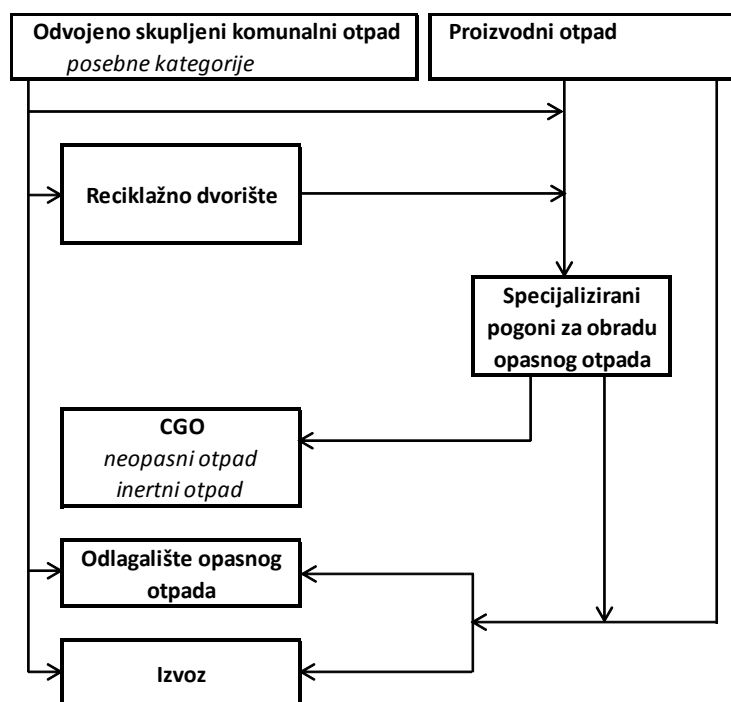 Odvojeno skupljeni komunalni otpad
posebne kategorije
Proizvodni otpad
Reciklažno dvorište
Specijalizirani
pogoni za obradu
opasnog otpada
CGO
neopasni otpad
inertni otpad
Odlagalište opasnog
otpada
Izvoz